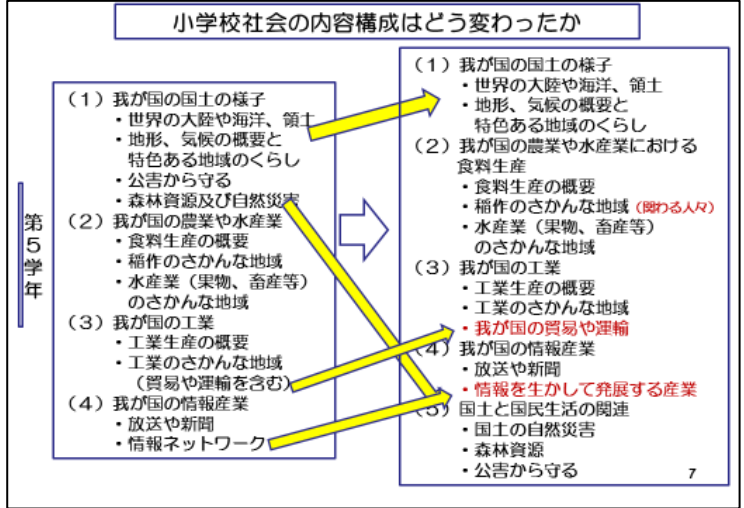 小学校社会の内容構成はどう変わったか
第5学年
(1)我が国の国土の様子
・世界の大陸や海洋、領土
・地形、気候の概要と
特色ある地域のくらし
・公害から守る
・森林資源及び自然災害
(2)我が国の農業や水産業
・食料生産の概要
・稲作のさかんな地域
・水産業(果物、畜産等)
のさかんな地域
(3)我が国の工業
・工業生産の概要
・工業のさかんな地域
(貿易や運輸を含む)
(4)我が国の情報産業
・放送や新聞
・情報ネットワーク
(1)我が国の国土の様子
・世界の大陸や海洋、領土
・地形、気候の概要と
特色ある地域のくらし
(2)我が国の農業や水産業における
食料生産
・食料生産の概要
・稲作のさかんな地域(関わる人々)
・水産業(果物、畜産等)
のさかんな地域
(3)我が国の工業
・工業生産の概要
・工業のさかんな地域
・我が国の貿易や運輸
(4)我が国の情報産業
・放送や新聞
・情報を生かして発展する産業
(5)国土と国民生活の関連
・国土の自然災害
・森林資源
・公害から守る
7